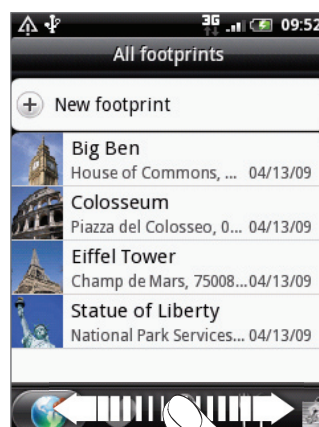 3G 09:52
All footprints
New footprint
Big Ben
House of Commons, ... 04/13/09
Colosseum
Piazza del Colosseo, 0... 04/13/09
Eiffel Tower
Champ de Mars, 75008... 04/13/09
Statue of Liberty
National Park Services... 04/13/09